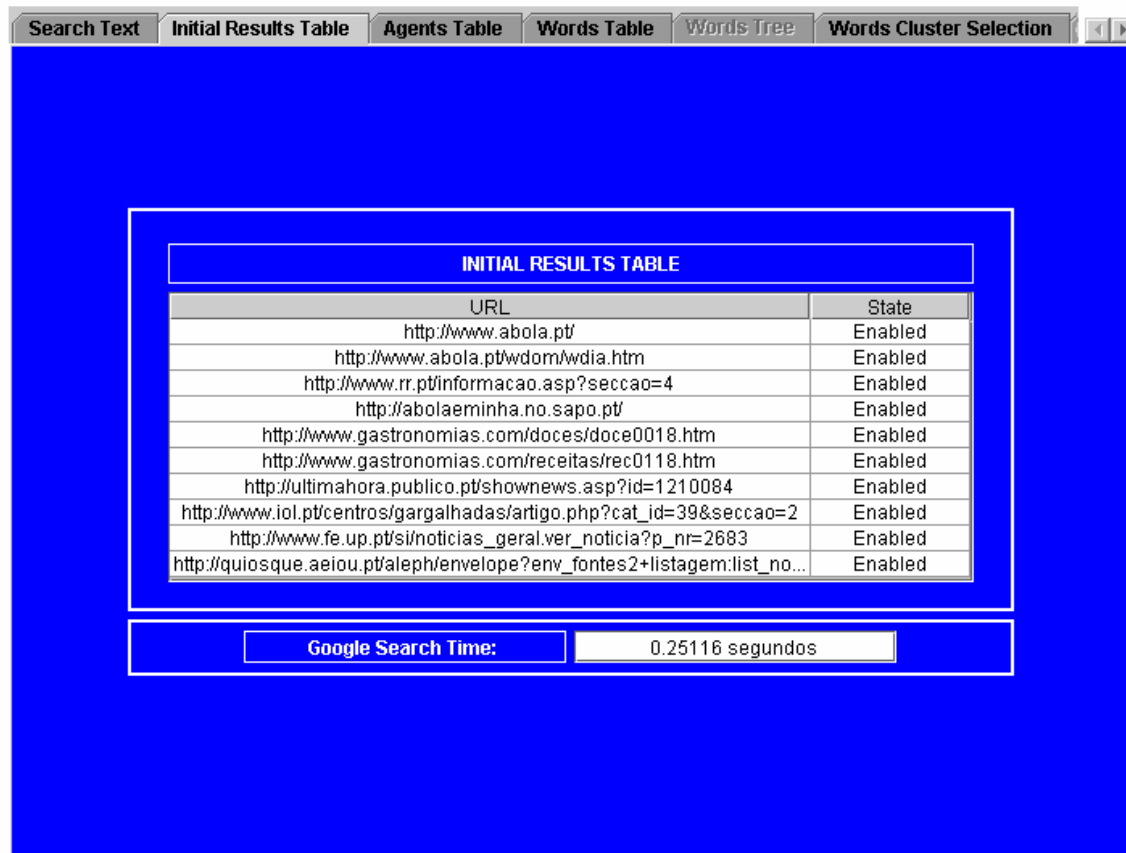 Search Text Initial Results Table Agents Table Words Table Words Tree Words Cluster Selection
INITIAL RESULTS TABLE
URL State
http://www.abola.pt/ Enabled
http://www.abola.pt/wdom/wdia.htm Enabled
http://www.rr.pt/informacao.asp?seccao=4 Enabled
http://abolaeminha.no.sapo.pt/ Enabled
http://www.gastronomias.com/doces/doce0018.htm Enabled
http://www.gastronomias.com/receitas/rec0118.htm Enabled
http://ultimahora.publico.pt/shownews.asp?id=1210084 Enabled
http://www.iol.pt/centros/gargalhadas/artigo.php?cat_id=39&seccao=2 Enabled
http://www.fe.up.pt/si/noticias_geral.ver_noticia?p_nr=2683 Enabled
http://quiosque.aeiou.pt/aleph/envelope?env_fontes2+listagem:list_no... Enabled
Google Search Time: 0.25116 segundos